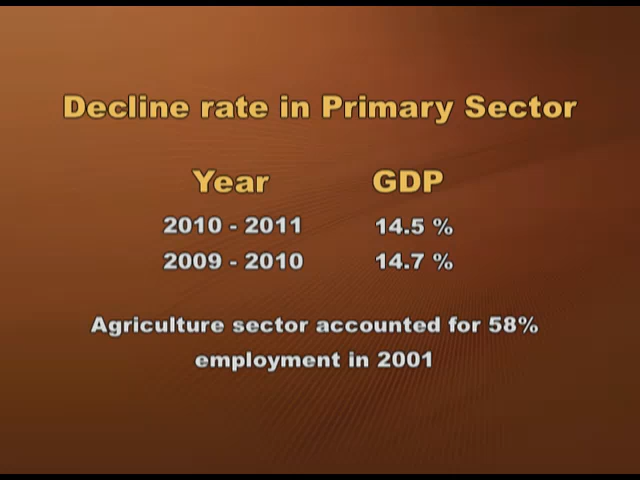 Decline rate in Primary Sector
Year GDP
2010 - 2011 14.5 %
2009 - 2010 14.7 %
Agriculture sector accounted for 58%
employment in 2001